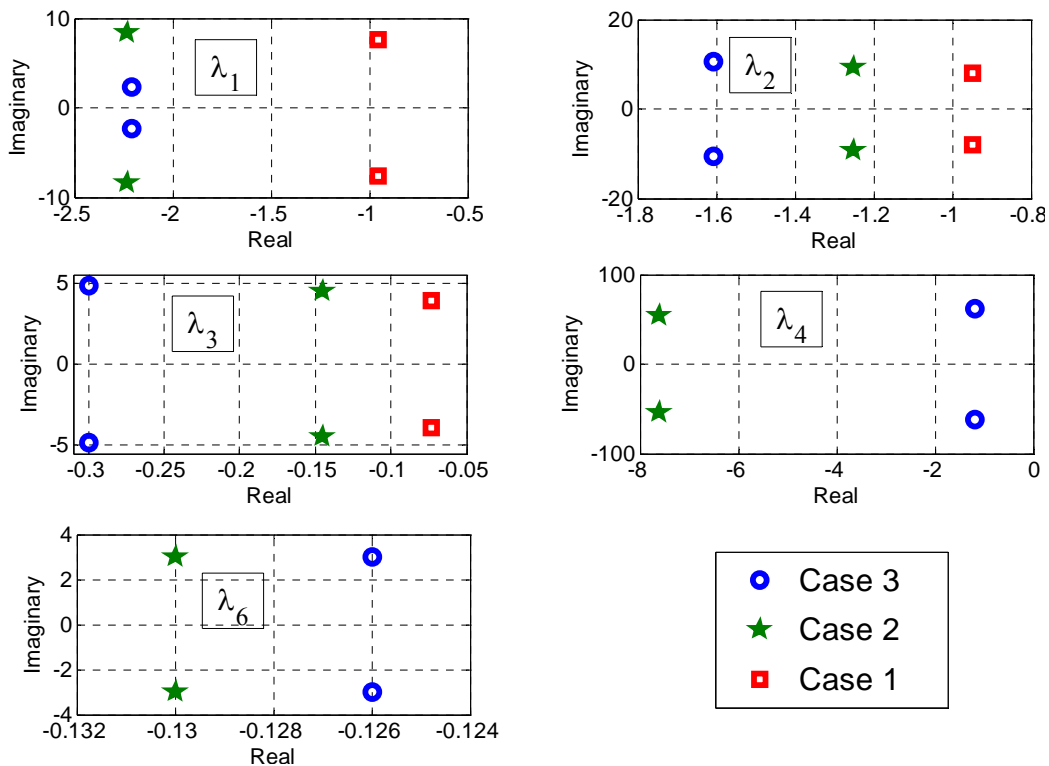 10
0
-10
Imaginary
λ1
-2.5 -2 -1.5 -1 -0.5
Real
20
0
-20
Imaginary
λ2
-1.8 -1.6 -1.4 -1.2 -1 -0.8
Real
5
0
-5
Imaginary
λ3
-0.3 -0.25 -0.2 -0.15 -0.1 -0.05
Real
100
0
-100
Imaginary
λ4
-8 -6 -4 -2 0
Real
4
2
0
-2
-4
Imaginary
λ6
-0.132 -0.13 -0.128 -0.126 -0.124
Real
Case 3
Case 2
Case 1